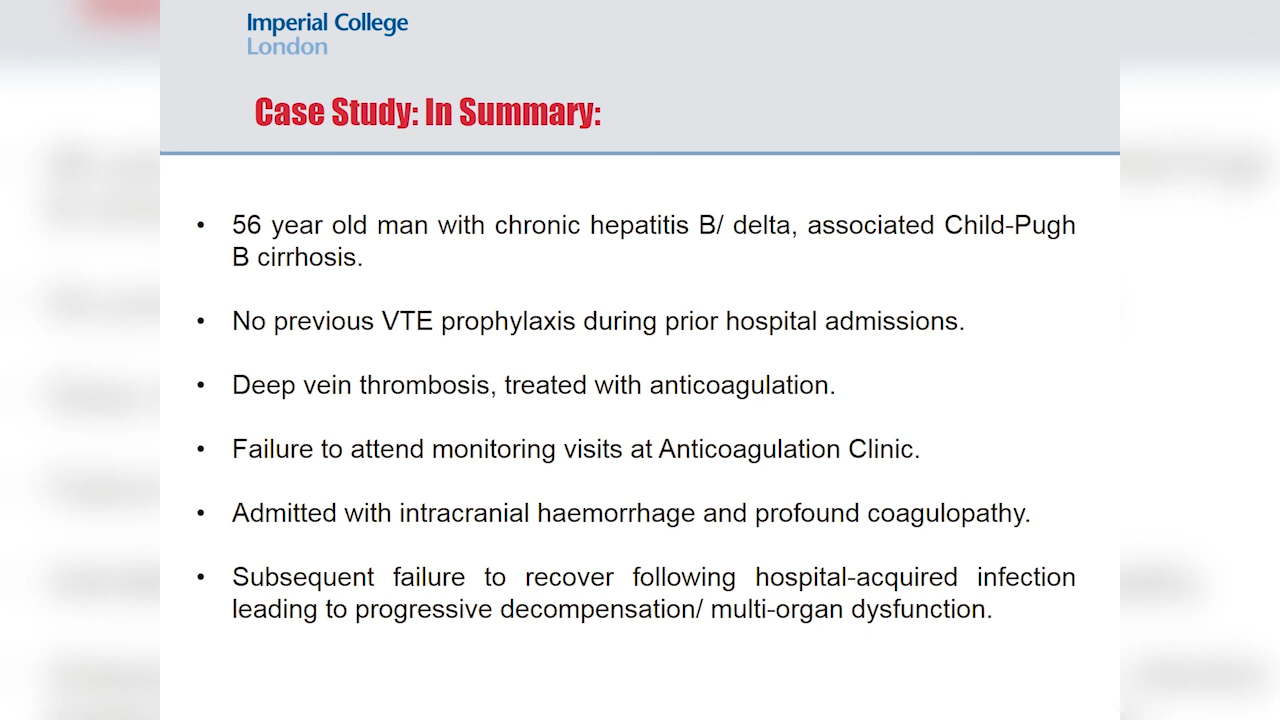 Imperial College
London
Case Study: In Summary:
• 56 year old man with chronic hepatitis B/ delta, associated Child-Pugh
B cirrhosis.
• No previous VTE prophylaxis during prior hospital admissions.
• Deep vein thrombosis, treated with anticoagulation.
• Failure to attend monitoring visits at Anticoagulation Clinic.
• Admitted with intracranial haemorrhage and profound coagulopathy.
• Subsequent failure to recover following hospital-acquired infection
leading to progressive decompensation/ multi-organ dysfunction.